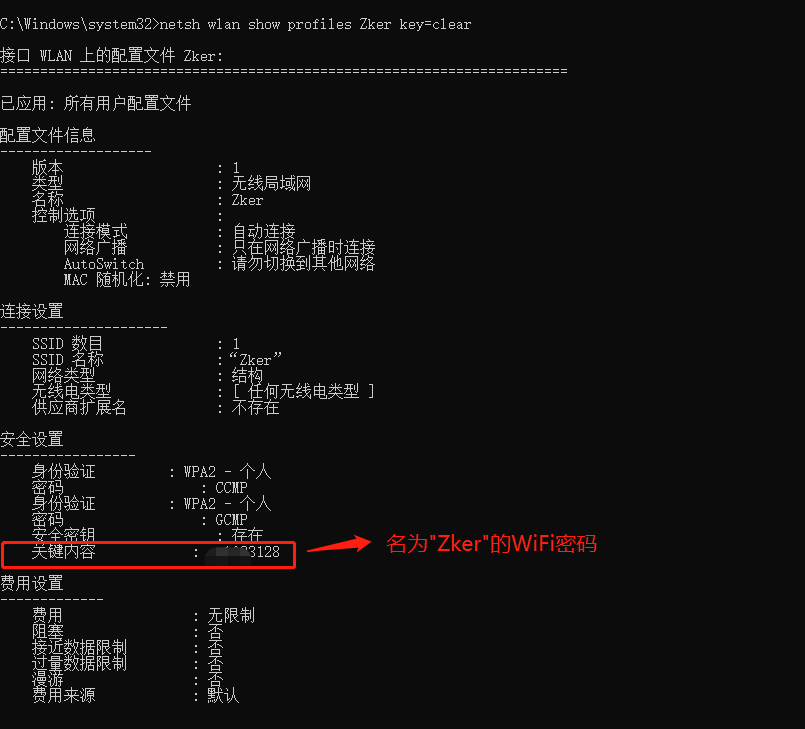 C:\Windows\system32>netsh wlan show profiles Zker key=clear
接口 WLAN 上的配置文件 Zker:
=======================================================================
已应用: 所有用户配置文件
配置文件信息
-------------------
版本 : 1
类型 : 无线局域网
名称 : Zker
控制选项 :
连接模式 : 自动连接
网络广播 : 只在网络广播时连接
AutoSwitch : 请勿切换到其他网络
MAC 随机化: 禁用
连接设置
---------------------
SSID 数目 : 1
SSID 名称 :“Zker”
网络类型 : 结构
无线电类型 : [ 任何无线电类型 ]
供应商扩展名 : 不存在
安全设置
-----------------
身份验证 : WPA2 - 个人
密码 : CCMP
身份验证 : WPA2 - 个人
密码 : GCMP
安全密钥 : 存在
关键内容 : 3128
名为"Zker"的WiFi密码
费用设置
-------------
费用 : 无限制
阻塞 : 否
接近数据限制 : 否
过量数据限制 : 否
漫游 : 否
费用来源 : 默认